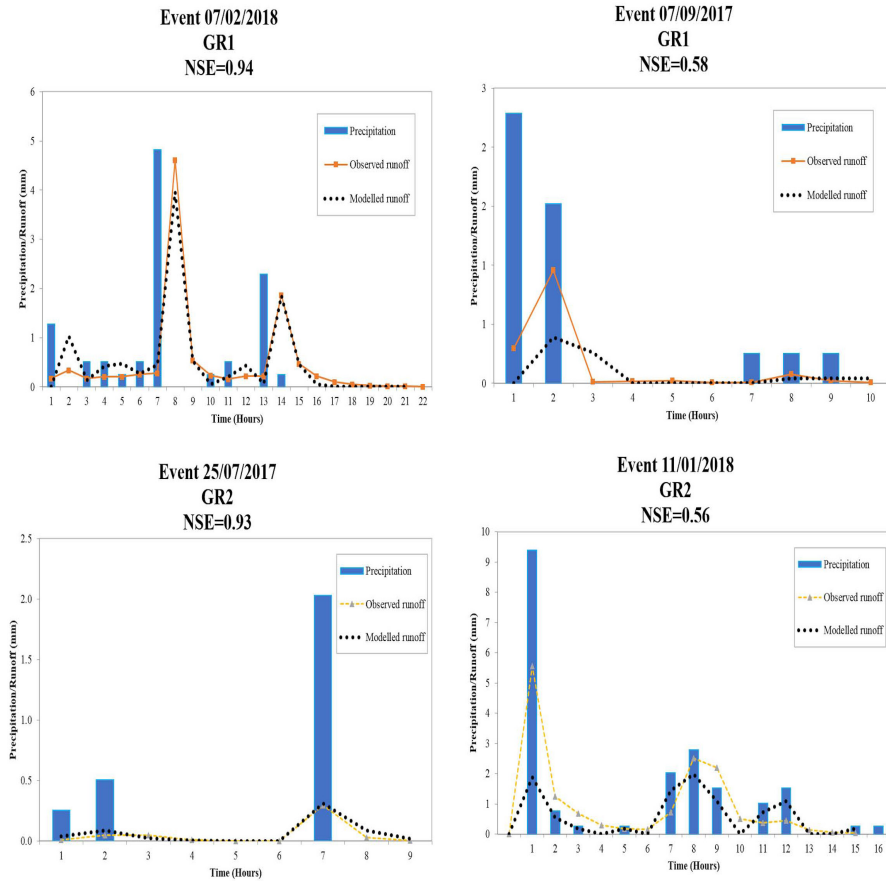 Event 07/02/2018
GR1
NSE=0.94
Precipitation/Runoff (mm)
6
5
4
3
2
1
0
Precipitation
Observed runoff
Modelled runoff
1 2 3 4 5 6 7 8 9 10 11 12 13 14 15 16 17 18 19 20 21 22
Time (Hours)
Event 07/09/2017
GR1
NSE=0.58
Precipitation/Runoff (mm)
3
2
2
1
1
0
Precipitation
Observed runoff
Modelled runoff
1 2 3 4 5 6 7 8 9 10
Time (Hours)
Event 25/07/2017
GR2
NSE=0.93
Precipitation/Runoff (mm)
2.5
2.0
1.5
1.0
0.5
0.0
Precipitation
Observed runoff
Modelled runoff
1 2 3 4 5 6 7 8 9
Time (Hours)
Event 11/01/2018
GR2
NSE=0.56
Precipitation/Runoff (mm)
10
9
8
7
6
5
4
3
2
1
0
Precipitation
Observed runoff
Modelled runoff
1 2 3 4 5 6 7 8 9 10 11 12 13 14 15 16
Time (Hours)